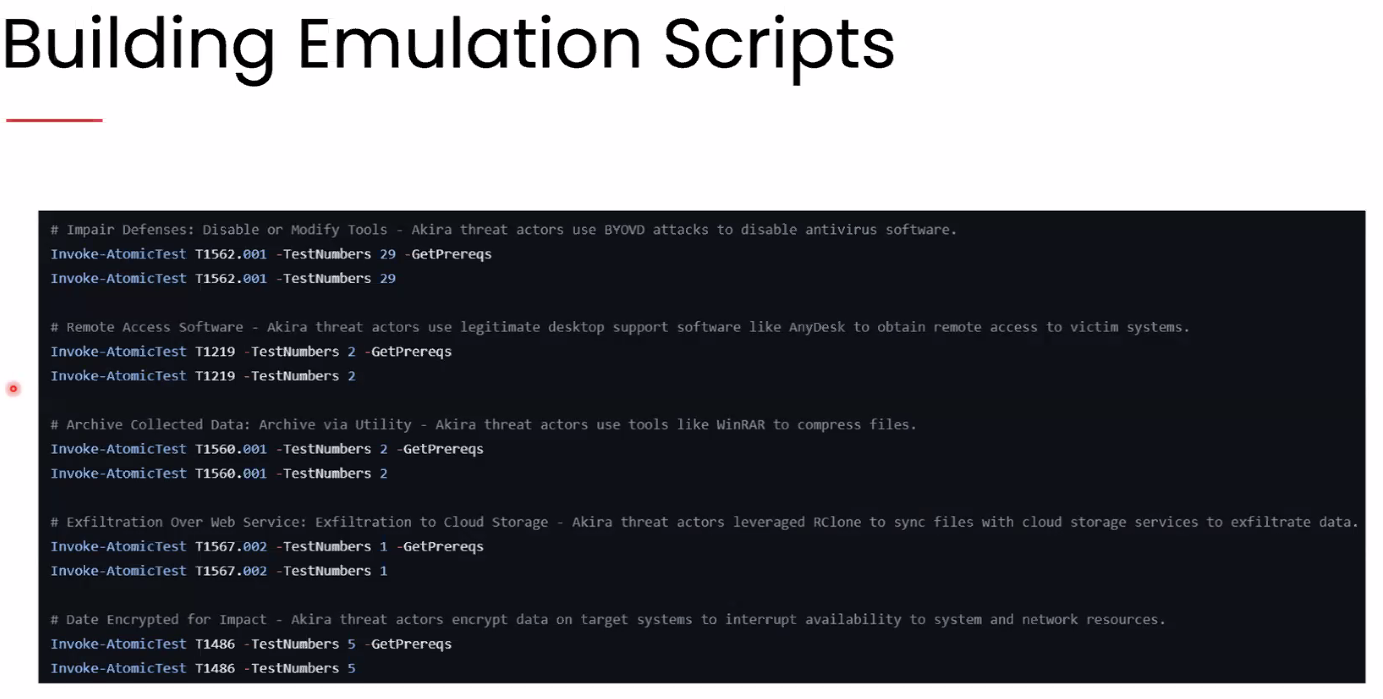 Building Emulation Scripts
# Impair Defenses: Disable or Modify Tools - Akira threat actors use BYOVD attacks to disable antivirus software.
Invoke-AtomicTest T1562.001 -TestNumbers 29 -GetPrereqs
Invoke-AtomicTest T1562.001 -TestNumbers 29
# Remote Access Software - Akira threat actors use legitimate desktop support software like AnyDesk to obtain remote access to victim systems.
Invoke-AtomicTest T1219 -TestNumbers 2 -GetPrereqs
Invoke-AtomicTest T1219 -TestNumbers 2
# Archive Collected Data: Archive via Utility - Akira threat actors use tools like WinRAR to compress files.
Invoke-AtomicTest T1560.001 -TestNumbers 2 -GetPrereqs
Invoke-AtomicTest T1560.001 -TestNumbers 2
# Exfiltration Over Web Service: Exfiltration to Cloud Storage - Akira threat actors leveraged RClone to sync files with cloud storage services to exfiltrate data.
Invoke-AtomicTest T1567.002 -TestNumbers 1 -GetPrereqs
Invoke-AtomicTest T1567.002 -TestNumbers 1
# Date Encrypted for Impact - Akira threat actors encrypt data on target systems to interrupt availability to system and network resources.
Invoke-AtomicTest T1486 -TestNumbers 5 -GetPrereqs
Invoke-AtomicTest T1486 -TestNumbers 5